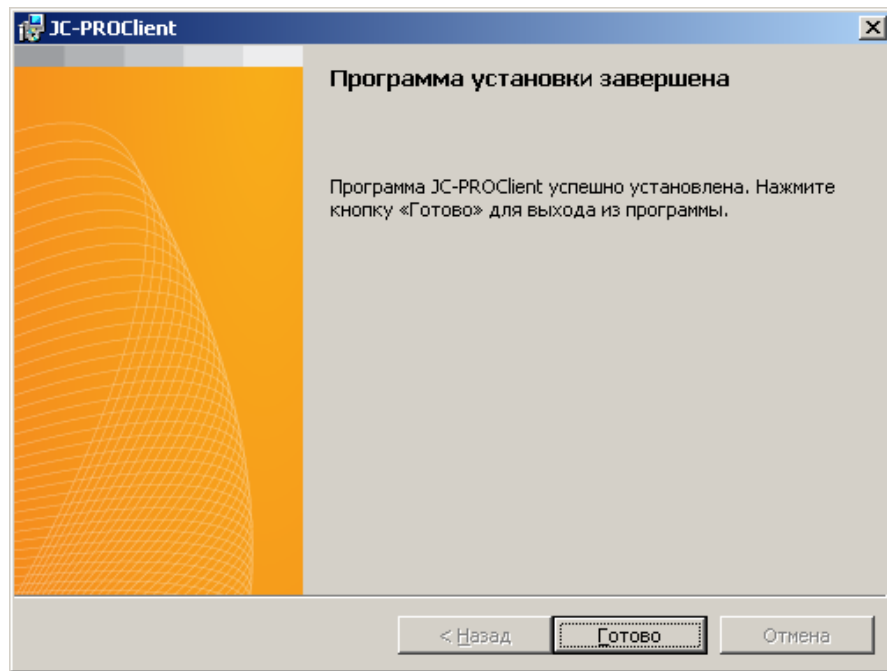 JC-PROClient
Программа установки завершена
Программа JC-PROClient успешно установлена. Нажмите
кнопку «Готово» для выхода из программы.
< Назад
Готово
Отмена